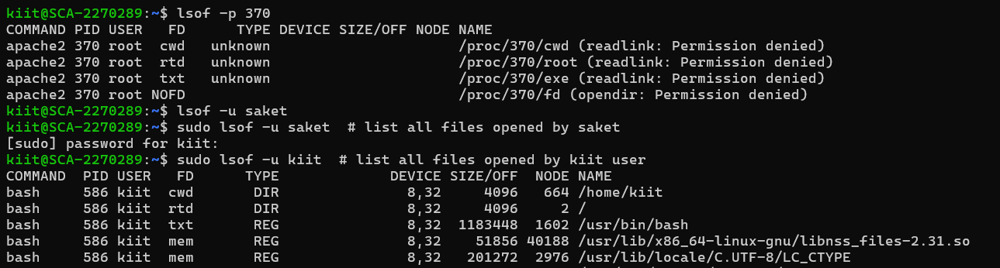 kiit@SCA-2270289:~$ lsof -p 370
COMMAND PID USER   FD      TYPE DEVICE SIZE/OFF NODE NAME
apache2 370 root  cwd   unknown                      /proc/370/cwd (readlink: Permission denied)
apache2 370 root  rtd   unknown                      /proc/370/root (readlink: Permission denied)
apache2 370 root  txt   unknown                      /proc/370/exe (readlink: Permission denied)
apache2 370 root NOFD                                /proc/370/fd (opendir: Permission denied)
kiit@SCA-2270289:~$ lsof -u saket
kiit@SCA-2270289:~$ sudo lsof -u saket  # list all files opened by saket
[sudo] password for kiit:
kiit@SCA-2270289:~$ sudo lsof -u kiit  # list all files opened by kiit user
COMMAND  PID USER   FD      TYPE             DEVICE SIZE/OFF  NODE NAME
bash     586 kiit  cwd       DIR               8,32     4096   664 /home/kiit
bash     586 kiit  rtd       DIR               8,32     4096     2 /
bash     586 kiit  txt       REG               8,32  1183448  1602 /usr/bin/bash
bash     586 kiit  mem       REG               8,32    51856 40188 /usr/lib/x86_64-linux-gnu/libnss_files-2.31.so
bash     586 kiit  mem       REG               8,32   201272  2976 /usr/lib/locale/C.UTF-8/LC_CTYPE